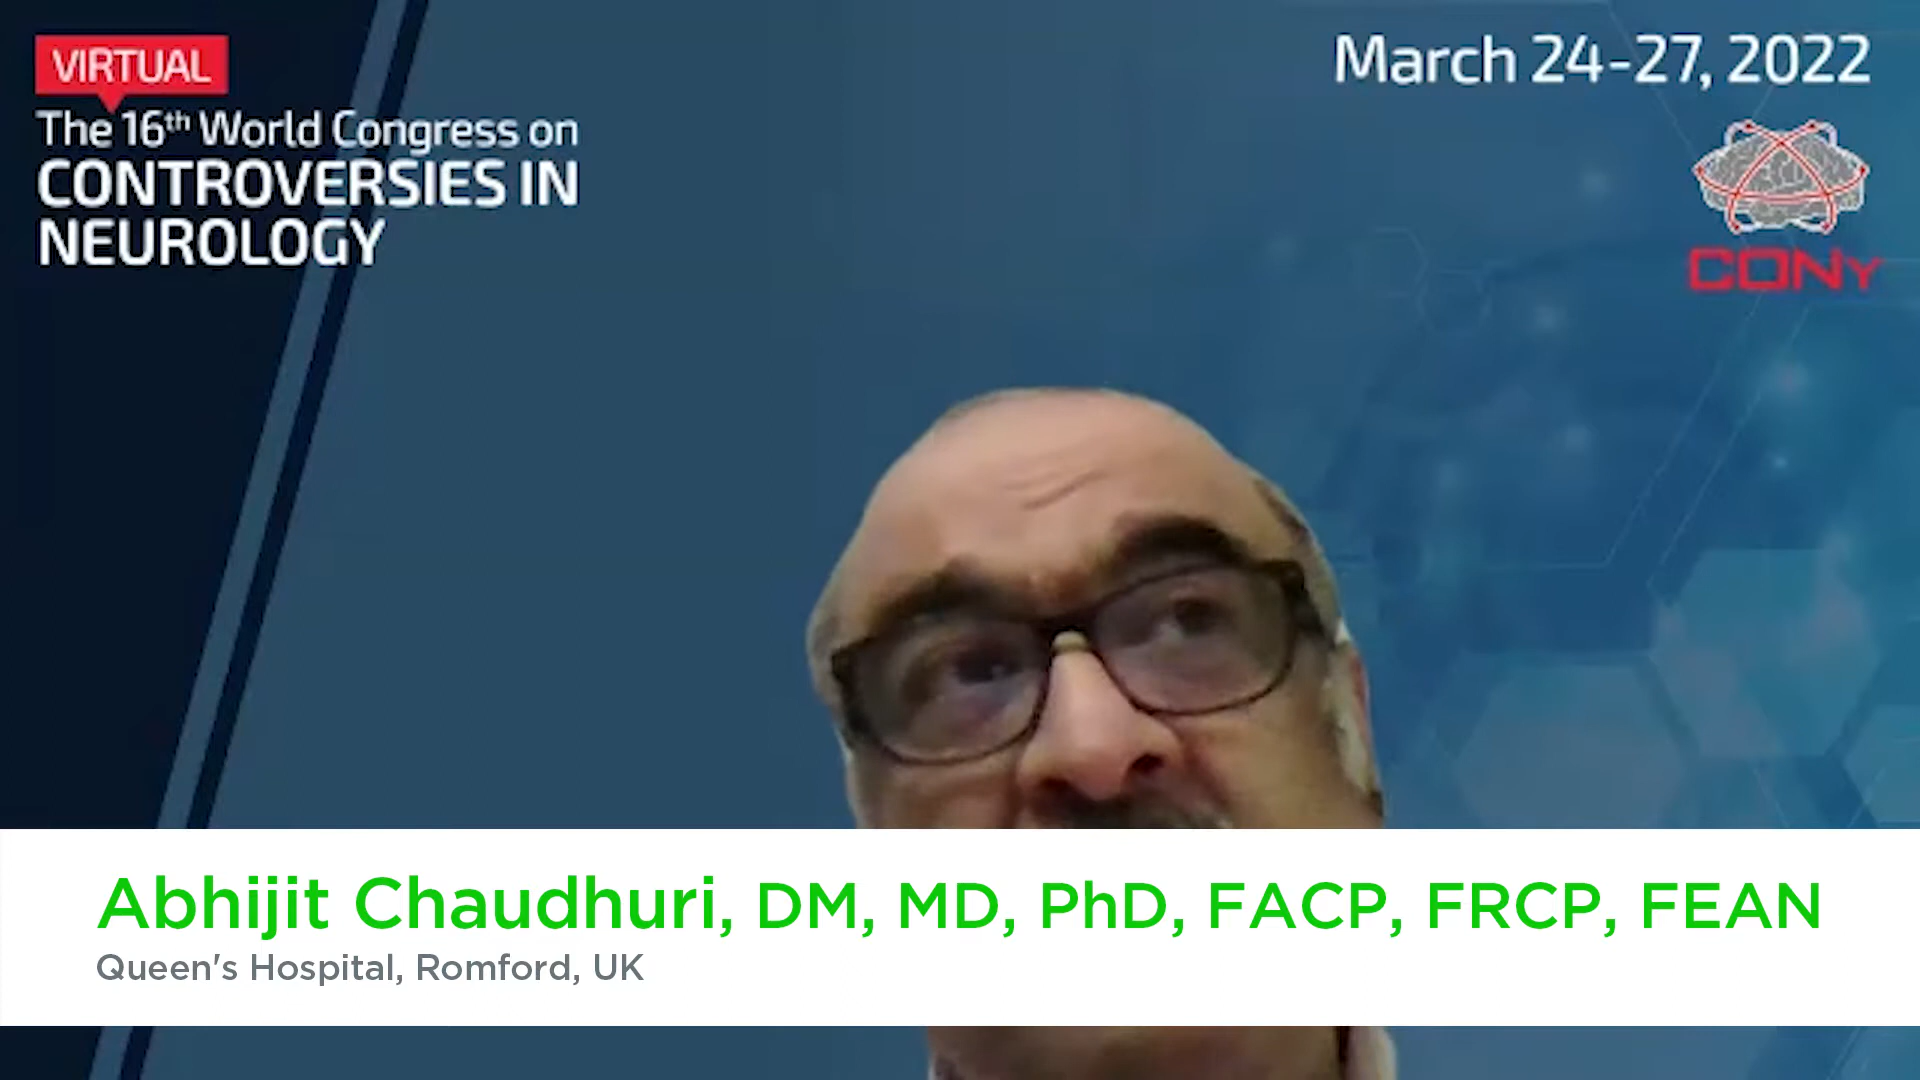 VIRTUAL
The 16th World Congress on
CONTROVERSIES IN
NEUROLOGY
March 24-27, 2022
CONy
Abhijit Chaudhuri, DM, MD, PhD, FACP, FRCP, FEAN
Queen's Hospital, Romford, UK